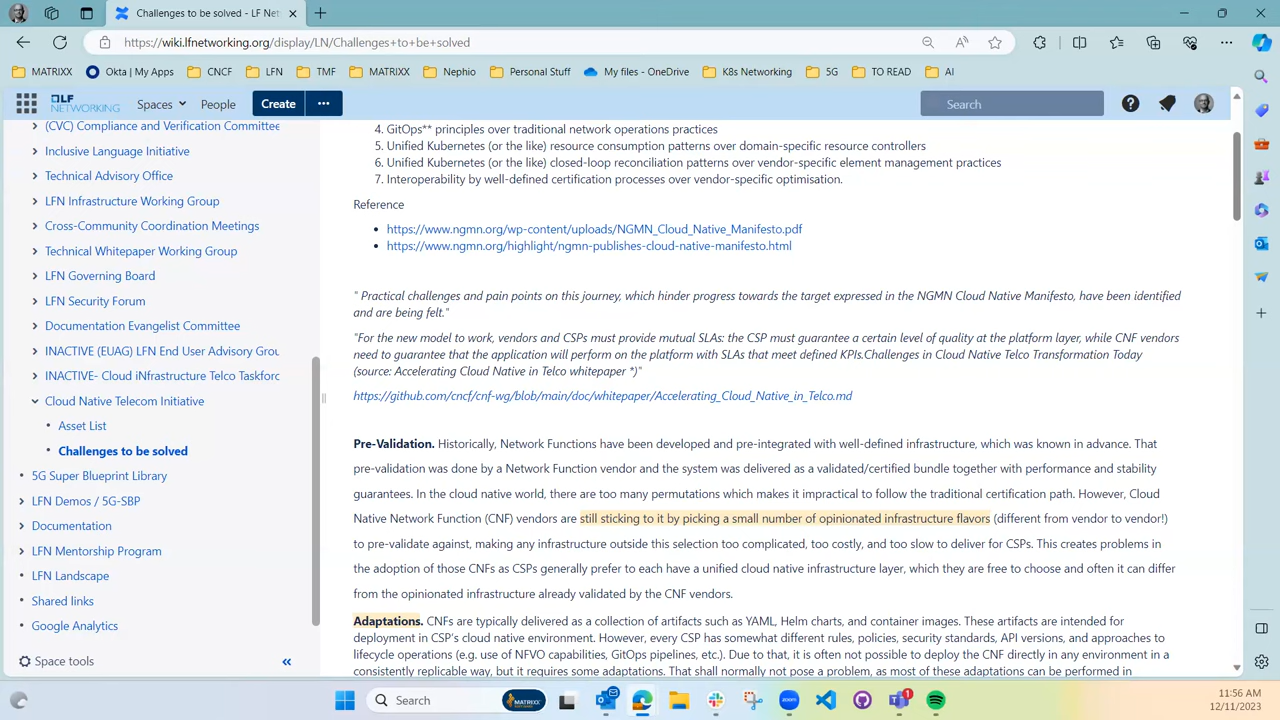 Challenges to be solved - LF Net
https://wiki.lfnetworking.org/display/LN/Challenges+to+be+solved
MATRIXX
Okta | My Apps
CNCF
LFN
TMF
MATRIXX
Nephio
Personal Stuff
My files - OneDrive
K8s Networking
5G
TO READ
AI
LF NETWORKING
Spaces
People
Create
Search
(CVC) Compliance and Verification Committee
Inclusive Language Initiative
Technical Advisory Office
LFN Infrastructure Working Group
Cross-Community Coordination Meetings
Technical Whitepaper Working Group
LFN Governing Board
LFN Security Forum
Documentation Evangelist Committee
INACTIVE (EUAG) LFN End User Advisory Grou
INACTIVE- Cloud iNfrastructure Telco Taskforc
Cloud Native Telecom Initiative
Asset List
Challenges to be solved
5G Super Blueprint Library
LFN Demos / 5G-SBP
Documentation
LFN Mentorship Program
LFN Landscape
Shared links
Google Analytics
Space tools
4. GitOps** principles over traditional network operations practices
5. Unified Kubernetes (or the like) resource consumption patterns over domain-specific resource controllers
6. Unified Kubernetes (or the like) closed-loop reconciliation patterns over vendor-specific element management practices
7. Interoperability by well-defined certification processes over vendor-specific optimisation.
Reference
• https://www.ngmn.org/wp-content/uploads/NGMN_Cloud_Native_Manifesto.pdf
• https://www.ngmn.org/highlight/ngmn-publishes-cloud-native-manifesto.html
" Practical challenges and pain points on this journey, which hinder progress towards the target expressed in the NGMN Cloud Native Manifesto, have been identified
and are being felt."
"For the new model to work, vendors and CSPs must provide mutual SLAs: the CSP must guarantee a certain level of quality at the platform layer, while CNF vendors
need to guarantee that the application will perform on the platform with SLAs that meet defined KPIs.Challenges in Cloud Native Telco Transformation Today
(source: Accelerating Cloud Native in Telco whitepaper *)"
https://github.com/cncf/cnf-wg/blob/main/doc/whitepaper/Accelerating_Cloud_Native_in_Telco.md
Pre-Validation. Historically, Network Functions have been developed and pre-integrated with well-defined infrastructure, which was known in advance. That
pre-validation was done by a Network Function vendor and the system was delivered as a validated/certified bundle together with performance and stability
guarantees. In the cloud native world, there are too many permutations which makes it impractical to follow the traditional certification path. However, Cloud
Native Network Function (CNF) vendors are still sticking to it by picking a small number of opinionated infrastructure flavors (different from vendor to vendor!)
to pre-validate against, making any infrastructure outside this selection too complicated, too costly, and too slow to deliver for CSPs. This creates problems in
the adoption of those CNFs as CSPs generally prefer to each have a unified cloud native infrastructure layer, which they are free to choose and often it can differ
from the opinionated infrastructure already validated by the CNF vendors.
Adaptations. CNFs are typically delivered as a collection of artifacts such as YAML, Helm charts, and container images. These artifacts are intended for
deployment in CSP's cloud native environment. However, every CSP has somewhat different rules, policies, security standards, API versions, and approaches to
lifecycle operations (e.g. use of NFVO capabilities, GitOps pipelines, etc.). Due to that, it is often not possible to deploy the CNF directly in any environment in a
consistently replicable way, but it requires some adaptations. That shall normally not pose a problem, as most of these adaptations can be performed in
Search
MATRIXX
1
11:56 AM
12/11/2023